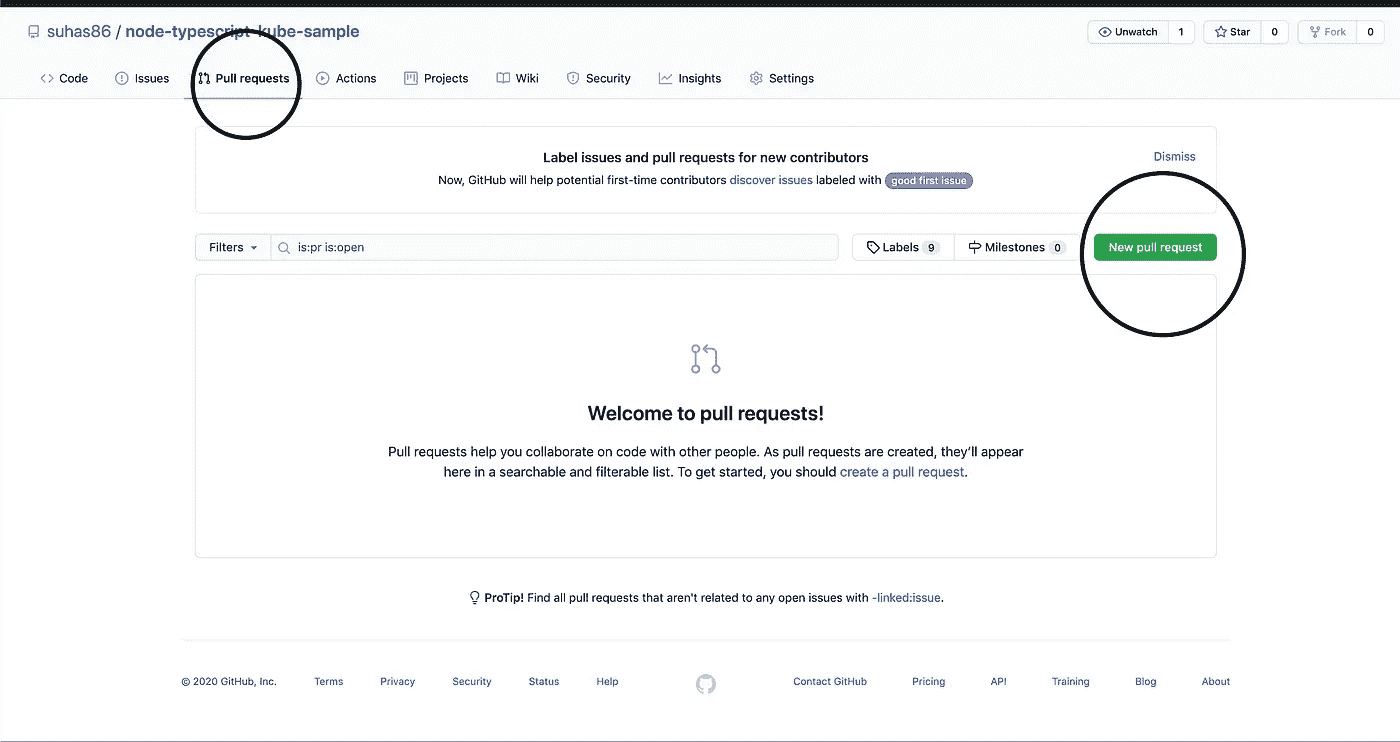 suhas86 / node-typescript-kube-sample
Unwatch 1 Star 0 Fork 0
Code Issues Pull requests Actions Projects Wiki Security Insights Settings
Label issues and pull requests for new contributors
Dismiss
Now, GitHub will help potential first-time contributors discover issues labeled with good first issue
Filters is:pr is:open Labels 9 Milestones 0 New pull request
Welcome to pull requests!
Pull requests help you collaborate on code with other people. As pull requests are created, they’ll appear
here in a searchable and filterable list. To get started, you should create a pull request.
ProTip! Find all pull requests that aren't related to any open issues with -linked:issue.
© 2020 GitHub, Inc. Terms Privacy Security Status Help Contact GitHub Pricing API Training Blog About